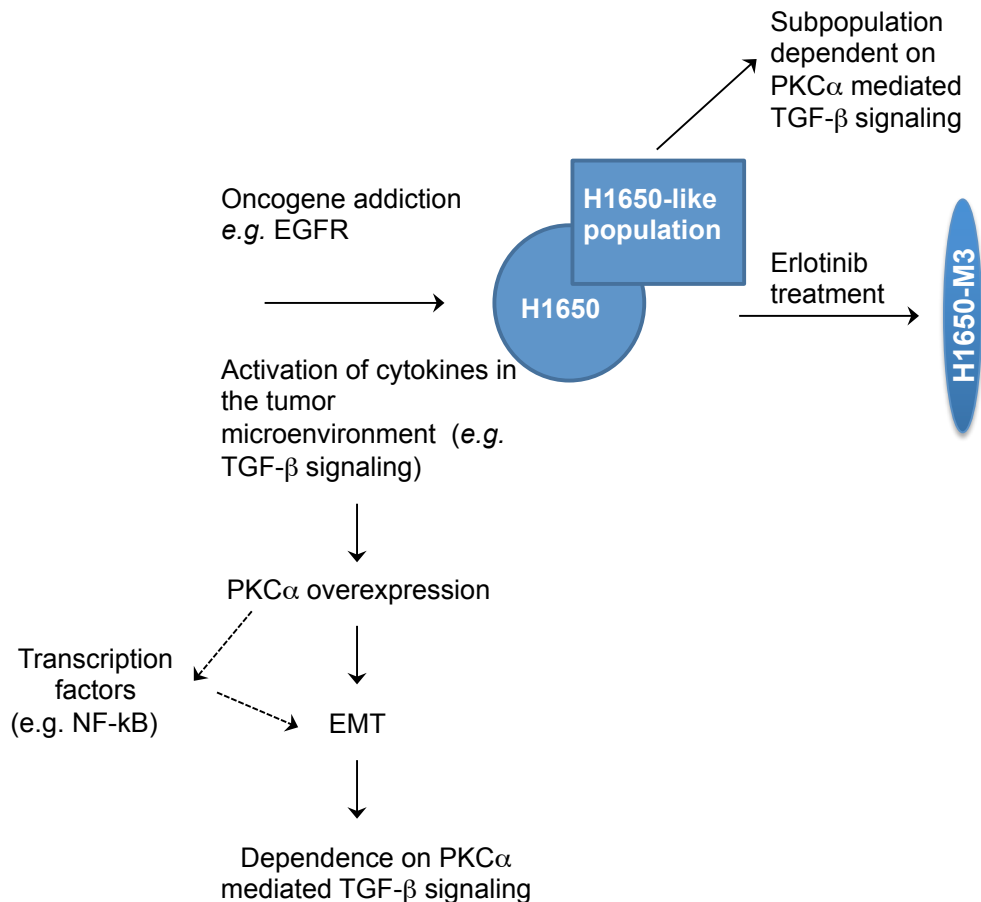 Subpopulation
dependent on
PKCα mediated
TGF-β signaling
Oncogene addiction
e.g. EGFR
H1650-like
population
H1650
Erlotinib
treatment
H1650-M3
Activation of cytokines in
the tumor
microenvironment (e.g.
TGF-β signaling)
PKCα overexpression
Transcription
factors
(e.g. NF-kB)
EMT
Dependence on PKCα
mediated TGF-β signaling